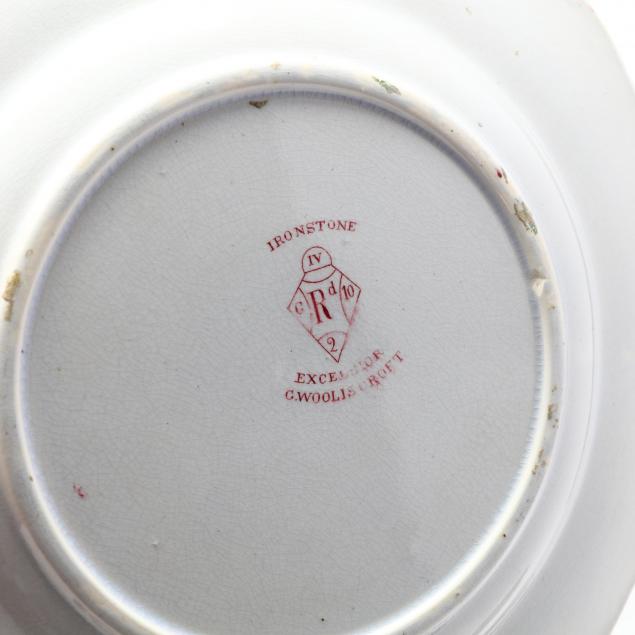 IRONSTONE
IV
C Rd 10
2
EXCELSIOR
G.WOOLISCROFT